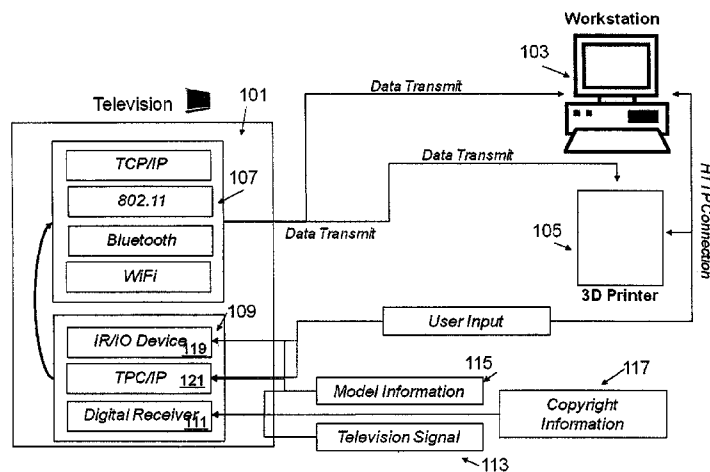 Workstation
103
Television
101
Data Transmit
TCP/IP
802.11
107
Bluetooth
WiFi
Data Transmit
Data Transmit
HTTPConnection
105
3D Printer
109
User Input
IR/IO Device
119
TPC/IP
121
Digital Receiver
111
Model Information
115
117
Copyright
Information
Television Signal
113